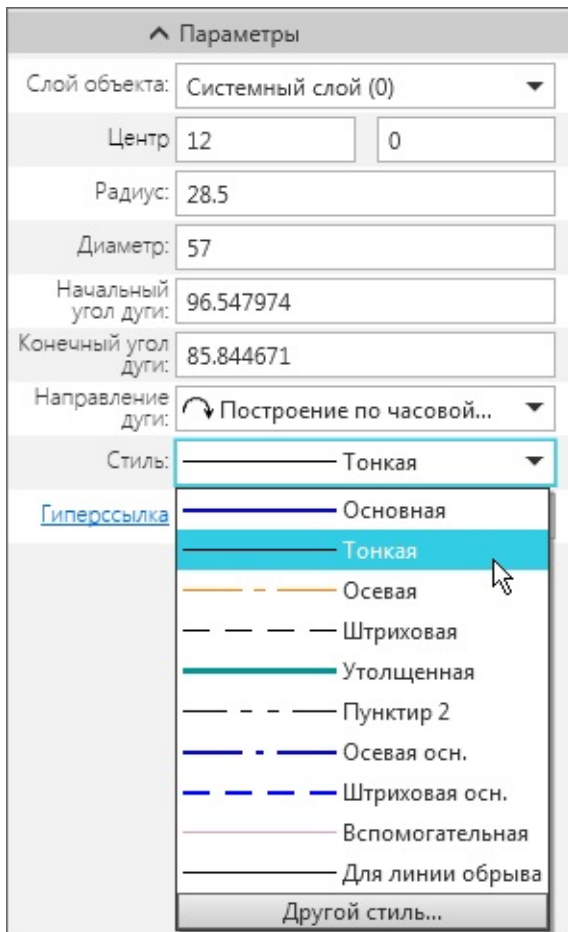 Параметры
Слой объекта: Системный слой (0)
Центр 12 0
Радиус: 28.5
Диаметр: 57
Начальный
угол дуги: 96.547974
Конечный угол
дуги: 85.844671
Направление
дуги: Построение по часовой...
Стиль: Тонкая
Гиперссылка
Основная
Тонкая
Осевая
Штриховая
Утолщенная
Пунктир 2
Осевая осн.
Штриховая осн.
Вспомогательная
Для линии обрыва
Другой стиль...